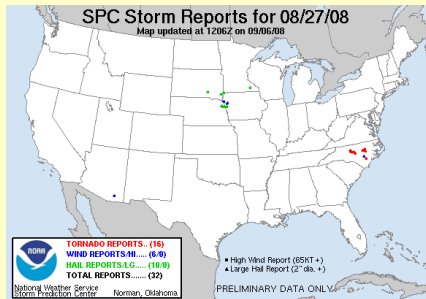 SPC Storm Reports for 08/27/08
Map updated at 1206Z on 09/06/08
NOAA
TORNADO REPORTS.. (16)
WIND REPORTS/HI..... (6/0)
HAIL REPORTS/LG..... (10/0)
TOTAL REPORTS....... (32)
National Weather Service
Storm Prediction Center Norman, Oklahoma
High Wind Report (65KT +)
Large Hail Report (2" dia. +)
PRELIMINARY DATA ONLY